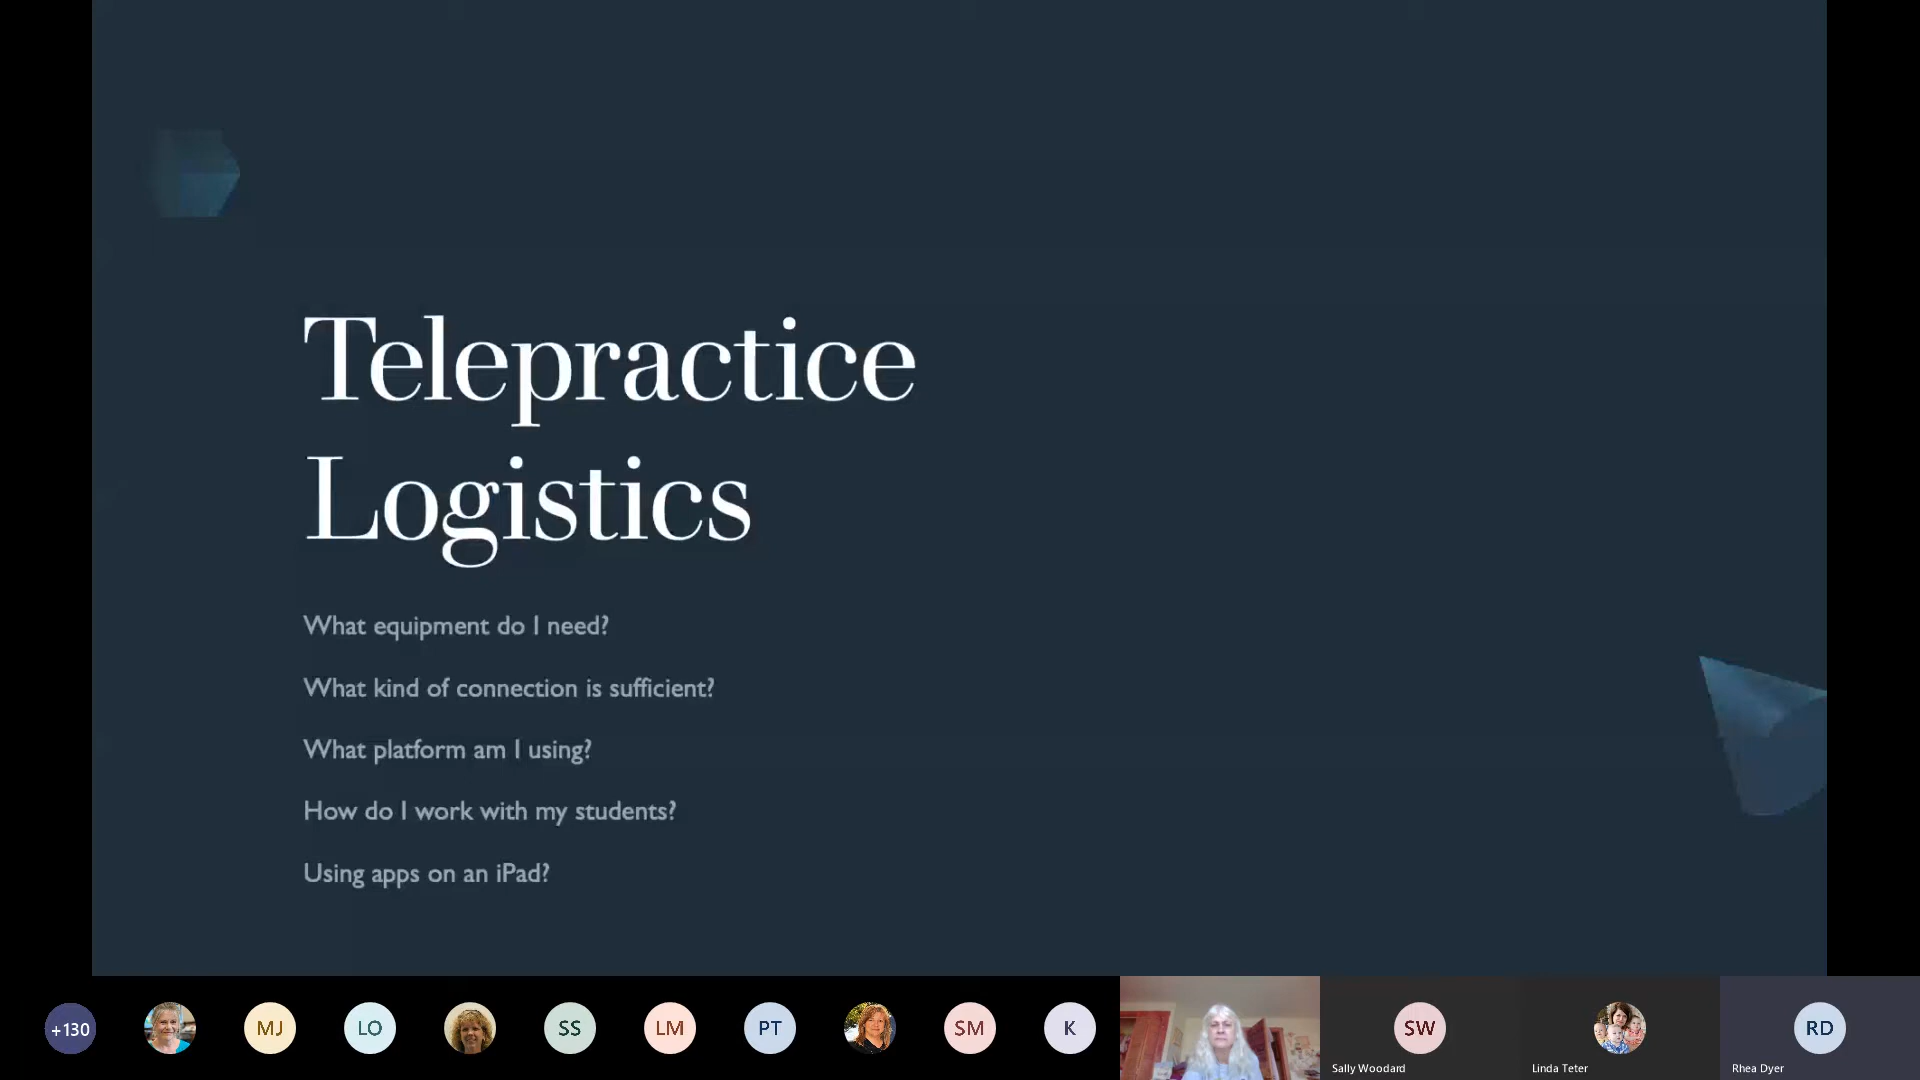 Telepractice
Logistics
What equipment do I need?
What kind of connection is sufficient?
What platform am I using?
How do I work with my students?
Using apps on an iPad?
+130
MJ
LO
SS
LM
PT
SM
K
SW
Sally Woodard
Linda Teter
RD
Rhea Dyer